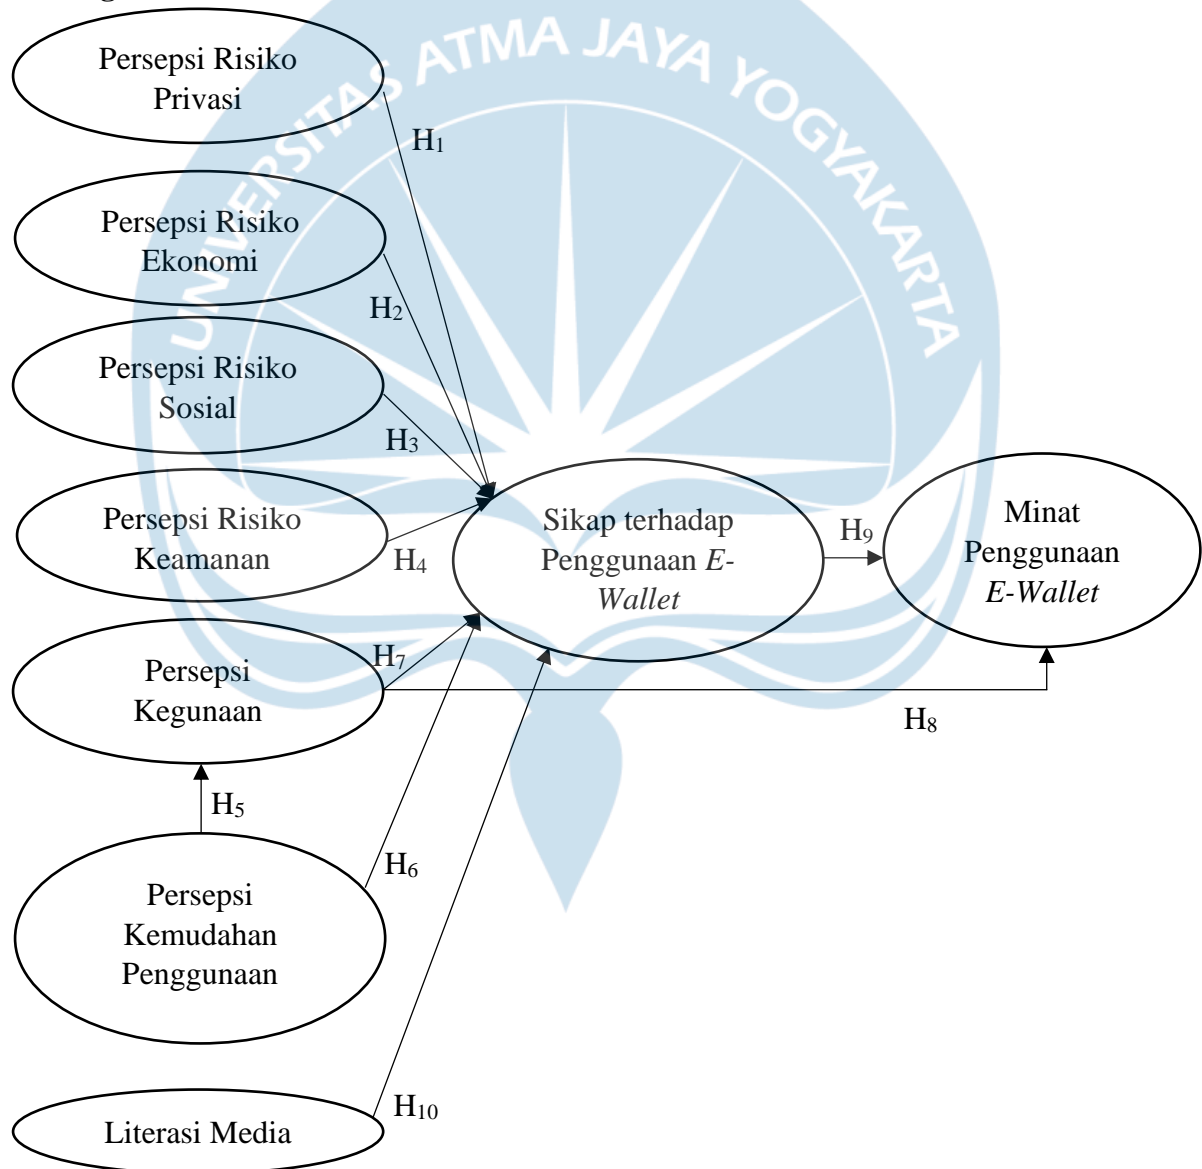 UNIVERSITAS ATMA JAYA YOGYAKARTA
Persepsi Risiko
Privasi
H₁
Persepsi Risiko
Ekonomi
H₂
Persepsi Risiko
Sosial
H₃
Persepsi Risiko
Keamanan
H₄
Sikap terhadap
Penggunaan E-
Wallet
H₉
Minat
Penggunaan
E-Wallet
H₇
Persepsi
Kegunaan
H₈
H₅
H₆
Persepsi
Kemudahan
Penggunaan
H₁₀
Literasi Media